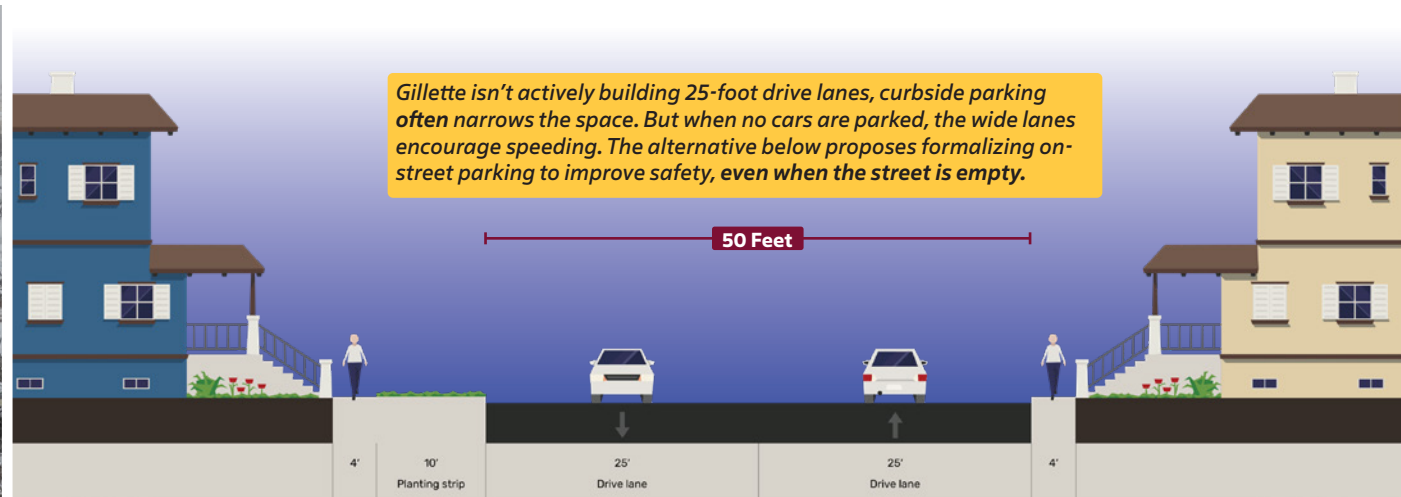 Gillette isn't actively building 25-foot drive lanes, curbside parking
often narrows the space. But when no cars are parked, the wide lanes
encourage speeding. The alternative below proposes formalizing on-
street parking to improve safety, even when the street is empty.
50 Feet
4'
10'
25'
25'
4'
Planting strip
Drive lane
Drive lane